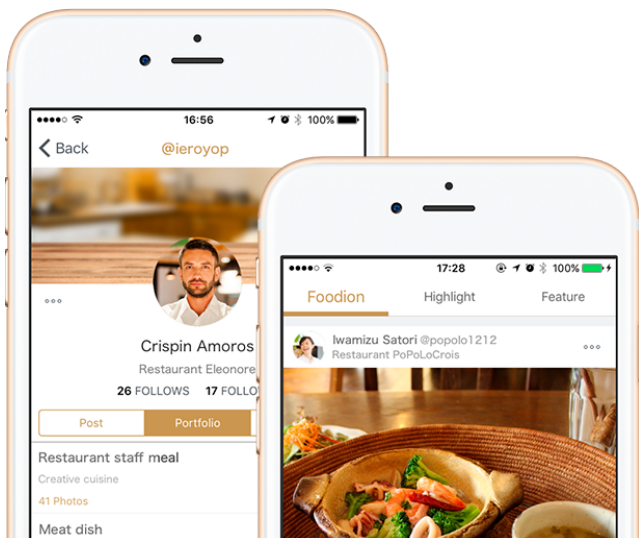 16:56
100%
Back
@ieroyop
Crispin Amoros
Restaurant Eleonore
26 FOLLOWS 17 FOLLO
Post
Portfolio
Restaurant staff meal
Creative cuisine
41 Photos
Meat dish
17:28
100%
Foodion
Highlight
Feature
Iwamizu Satori @popolo1212
Restaurant PoPoLoCrois